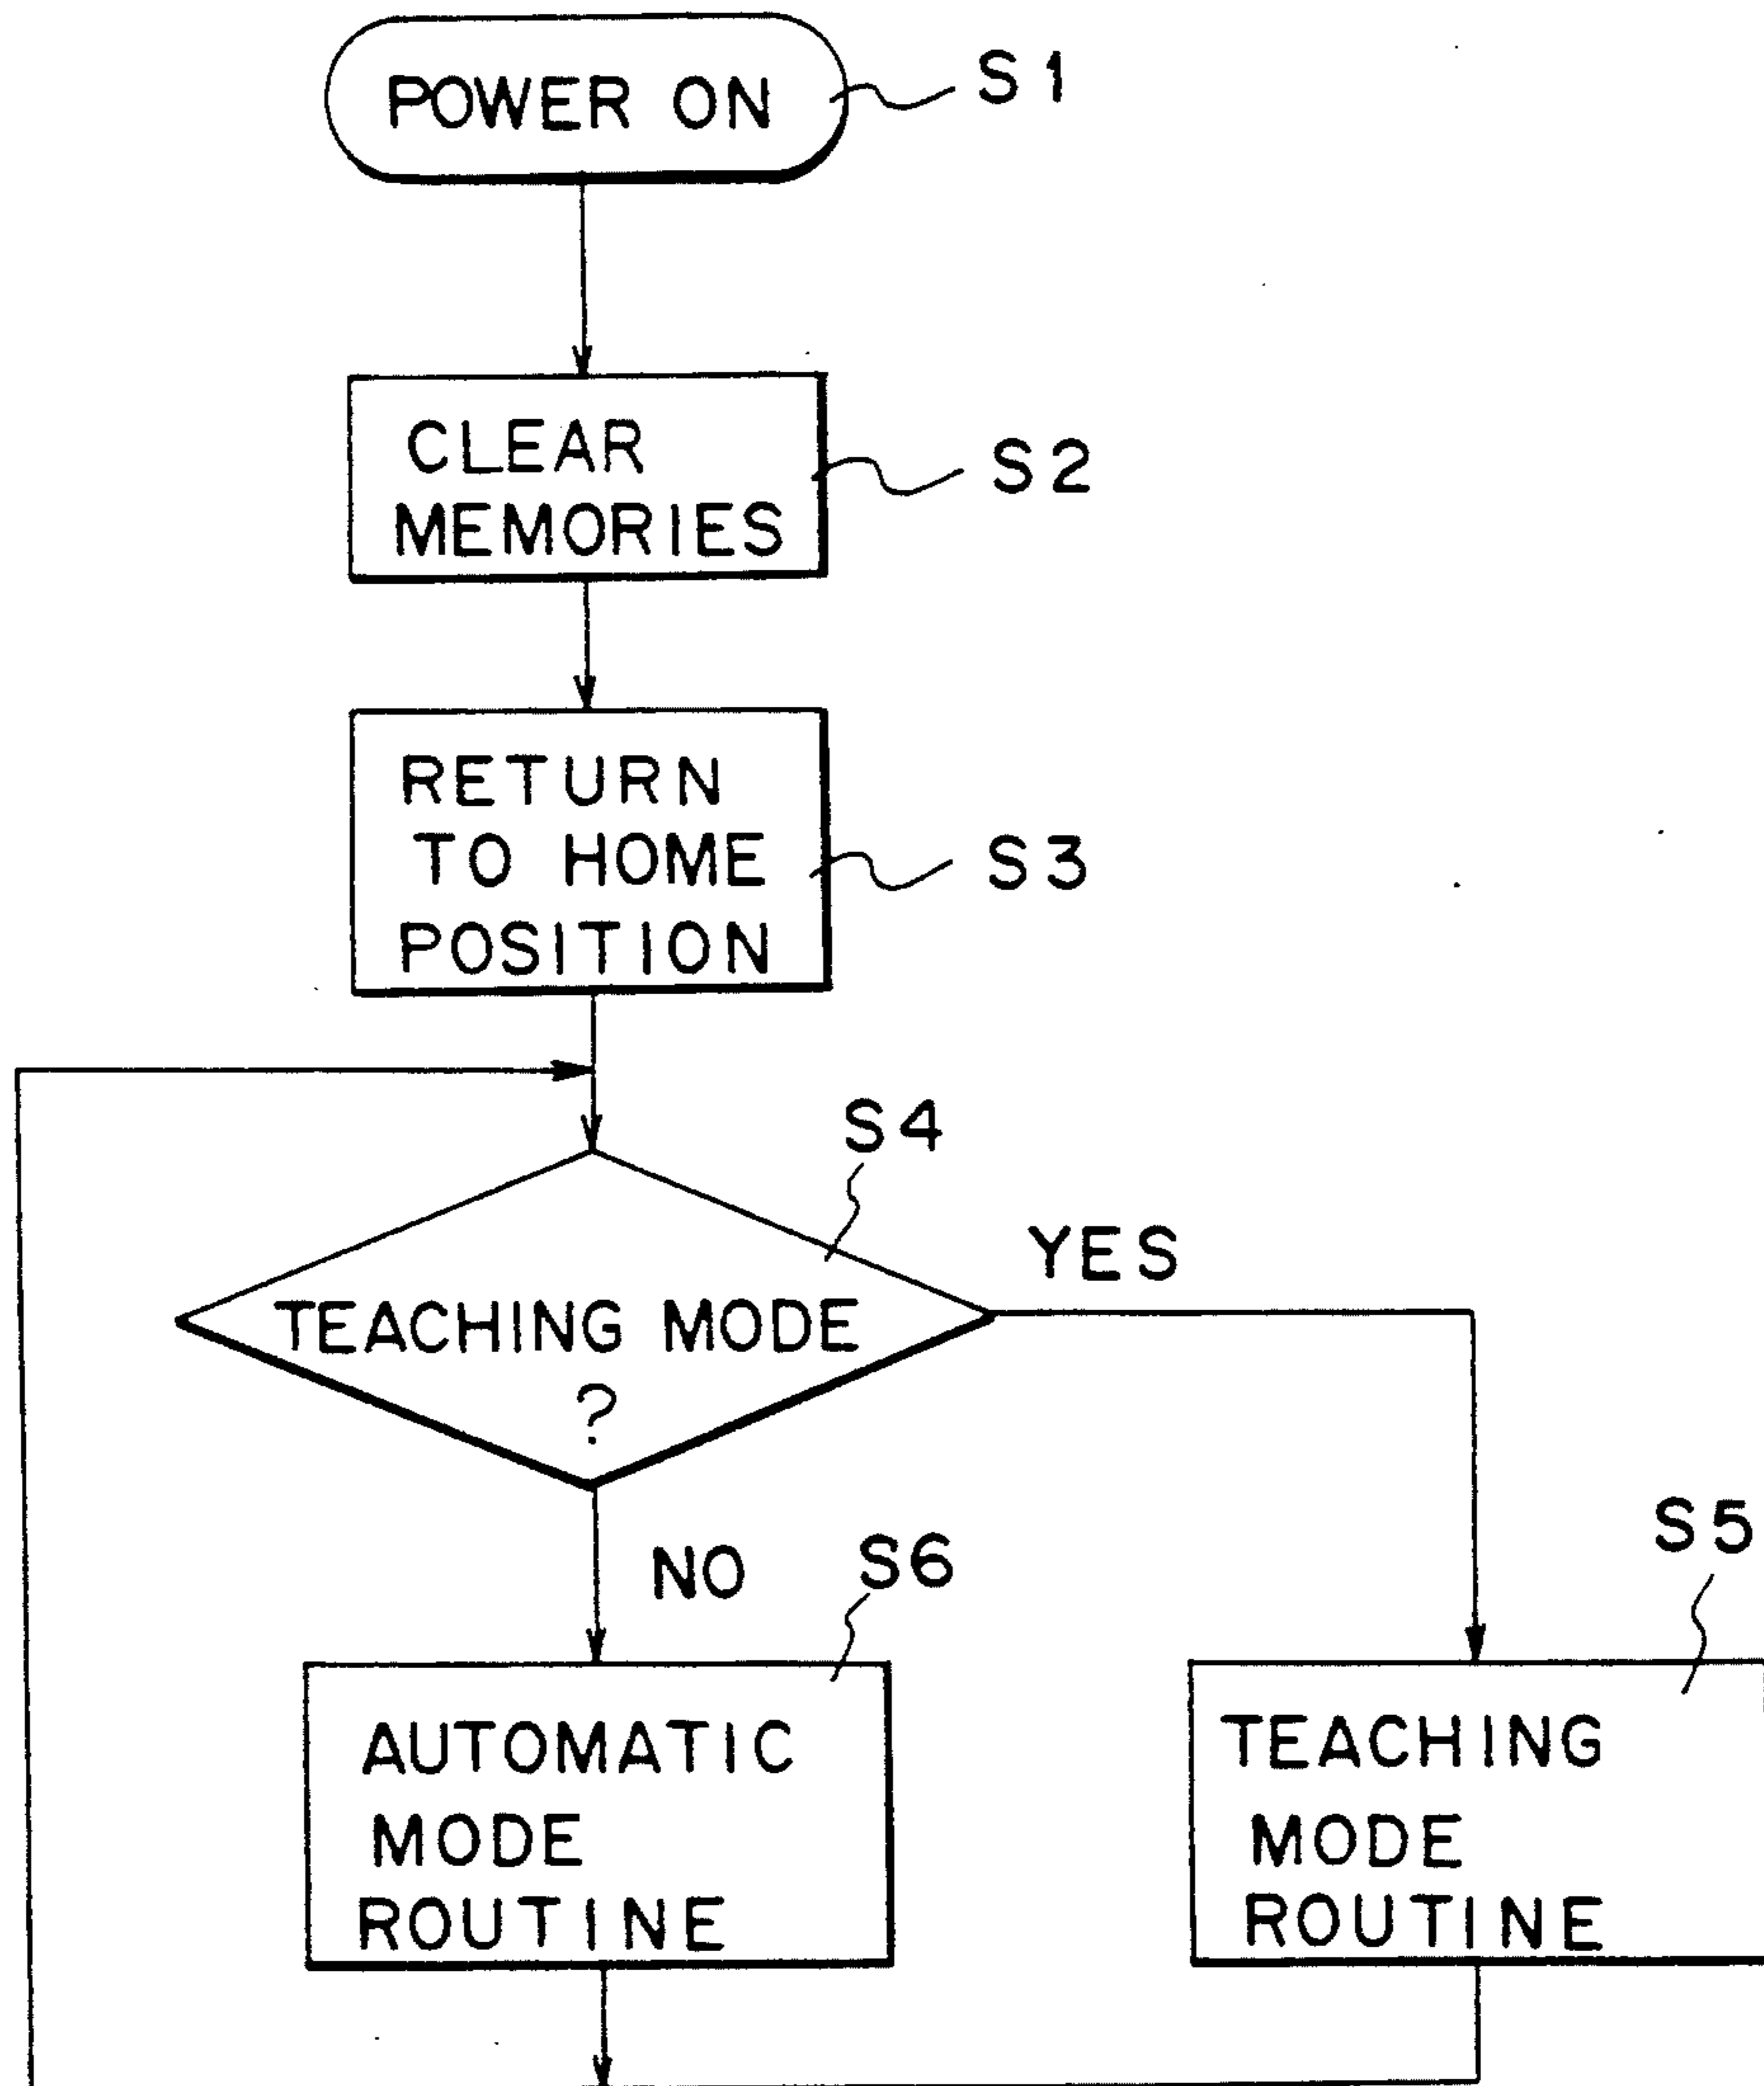 POWER ON
S1
CLEAR
MEMORIES
S2
RETURN
TO HOME
POSITION
S3
S4
YES
TEACHING MODE
?
NO
S6
S5
AUTOMATIC
MODE
ROUTINE
TEACHING
MODE
ROUTINE